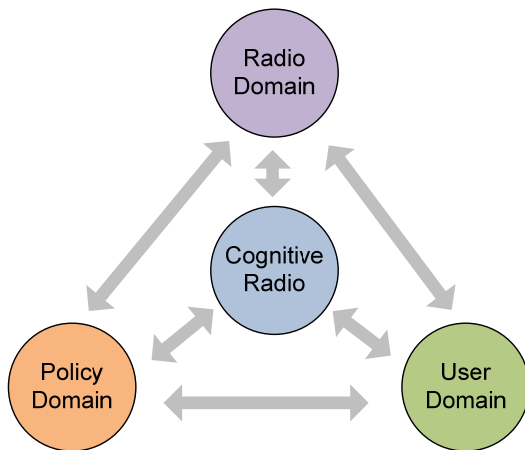 Radio
Domain
Cognitive
Radio
Policy
Domain
User
Domain